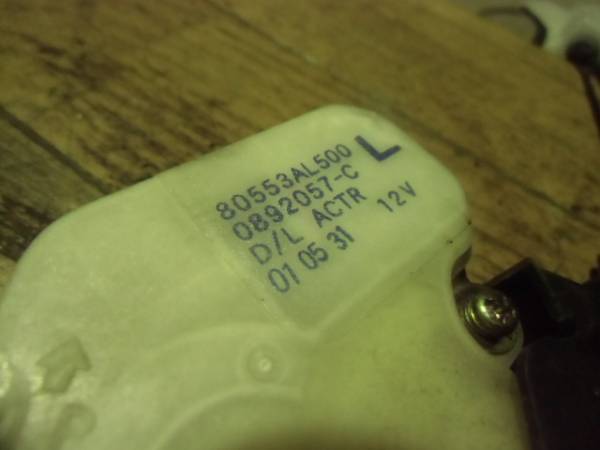 80553AL500 L
0892057-C
D/L ACTR 12V
01 05 31